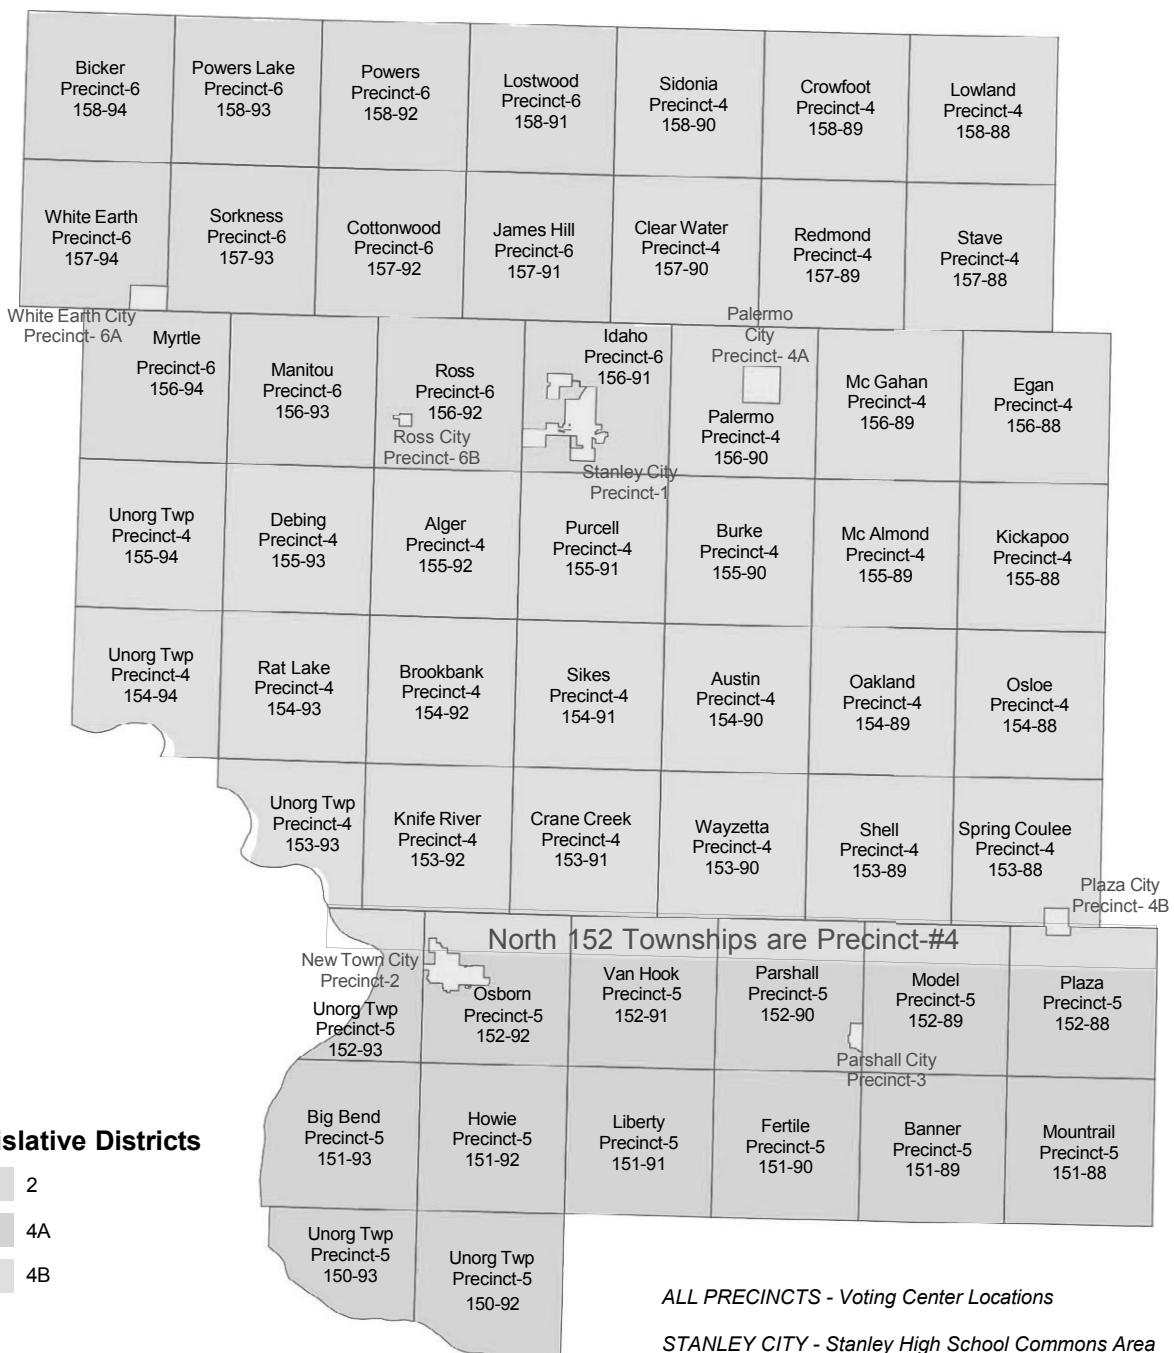 Bicker
Precinct-6
158-94
Powers Lake
Precinct-6
158-93
Powers
Precinct-6
158-92
Lostwood
Precinct-6
158-91
Sidonia
Precinct-4
158-90
Crowfoot
Precinct-4
158-89
Lowland
Precinct-4
158-88
White Earth
Precinct-6
157-94
Sorkness
Precinct-6
157-93
Cottonwood
Precinct-6
157-92
James Hill
Precinct-6
157-91
Clear Water
Precinct-4
157-90
Redmond
Precinct-4
157-89
Stave
Precinct-4
157-88
White Earth City
Precinct- 6A
Myrtle
Precinct-6
156-94
Manitou
Precinct-6
156-93
Ross
Precinct-6
156-92
Ross City
Precinct- 6B
Idaho
Precinct-6
156-91
Stanley City
Precinct-1
Palermo
City
Precinct- 4A
Palermo
Precinct-4
156-90
Mc Gahan
Precinct-4
156-89
Egan
Precinct-4
156-88
Unorg Twp
Precinct-4
155-94
Debing
Precinct-4
155-93
Alger
Precinct-4
155-92
Purcell
Precinct-4
155-91
Burke
Precinct-4
155-90
Mc Almond
Precinct-4
155-89
Kickapoo
Precinct-4
155-88
Unorg Twp
Precinct-4
154-94
Rat Lake
Precinct-4
154-93
Brookbank
Precinct-4
154-92
Sikes
Precinct-4
154-91
Austin
Precinct-4
154-90
Oakland
Precinct-4
154-89
Osloe
Precinct-4
154-88
Unorg Twp
Precinct-4
153-93
Knife River
Precinct-4
153-92
Crane Creek
Precinct-4
153-91
Wayzetta
Precinct-4
153-90
Shell
Precinct-4
153-89
Spring Coulee
Precinct-4
153-88
Plaza City
Precinct- 4B
North 152 Townships are Precinct-#4
New Town City
Precinct-2
Unorg Twp
Precinct-5
152-93
Osborn
Precinct-5
152-92
Van Hook
Precinct-5
152-91
Parshall
Precinct-5
152-90
Model
Precinct-5
152-89
Plaza
Precinct-5
152-88
Parshall City
Precinct-3
Big Bend
Precinct-5
151-93
Howie
Precinct-5
151-92
Liberty
Precinct-5
151-91
Fertile
Precinct-5
151-90
Banner
Precinct-5
151-89
Mountrail
Precinct-5
151-88
Unorg Twp
Precinct-5
150-93
Unorg Twp
Precinct-5
150-92
islative Districts
2
4A
4B
ALL PRECINCTS - Voting Center Locations
STANLEY CITY - Stanley High School Commons Area